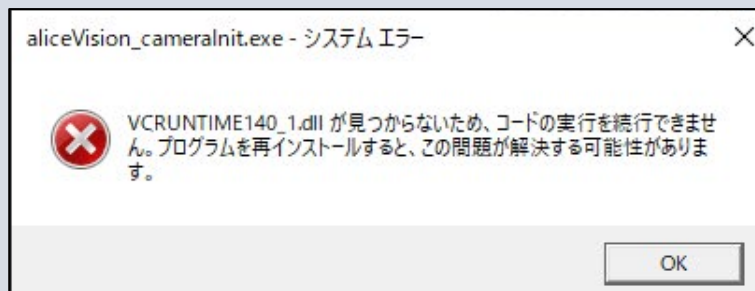 aliceVision_cameraInit.exe - システム エラー
VCRUNTIME140_1.dll が見つからないため、コードの実行を続行できませ
ん。プログラムを再インストールすると、この問題が解決する可能性がありま
す。
OK